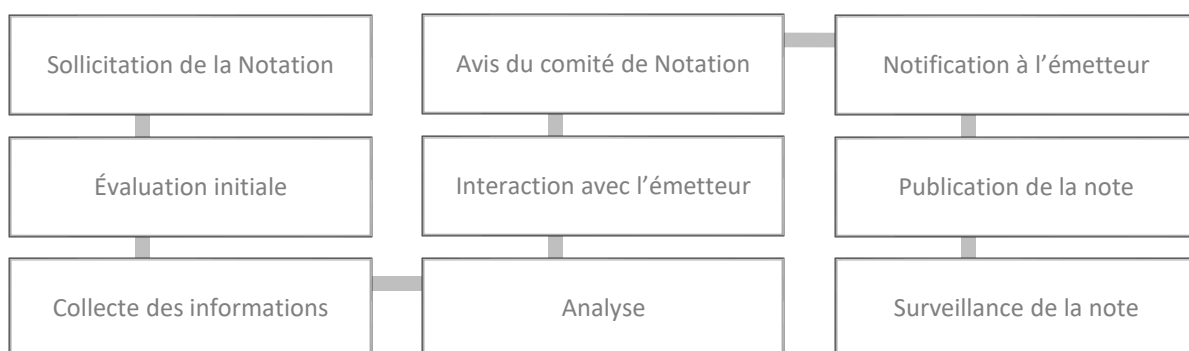 Sollicitation de la Notation
Évaluation initiale
Collecte des informations
Analyse
Interaction avec l’émetteur
Avis du comité de Notation
Notification à l’émetteur
Publication de la note
Surveillance de la note